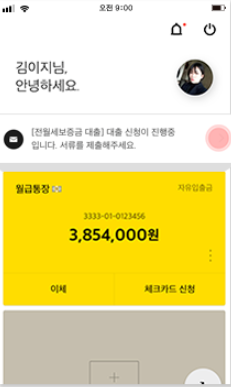 오전 9:00
김이지님,
안녕하세요.
[전월세보증금 대출] 대출 신청이 진행중
입니다. 서류를 제출해주세요.
월급통장
자유입출금
3333-01-0123456
3,854,000원
이체
체크카드 신청